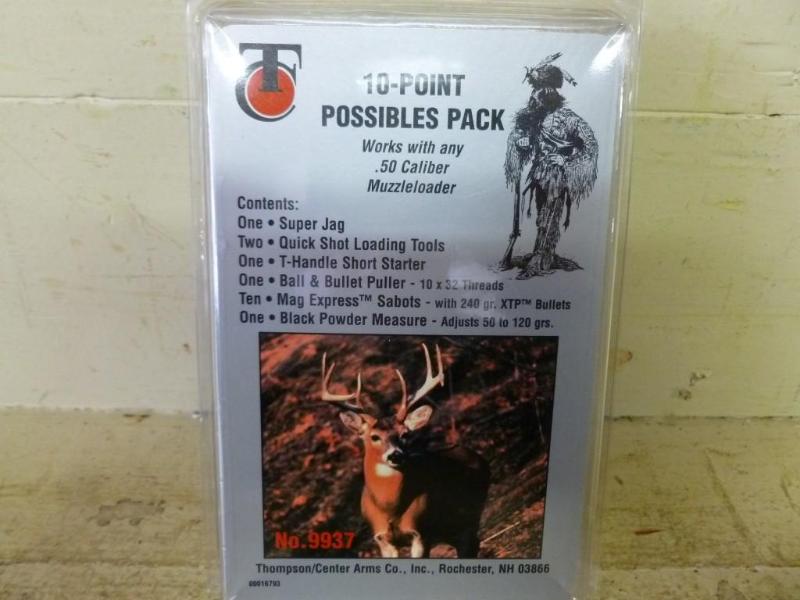 TC
10-POINT
POSSIBLES PACK
Works with any
.50 Caliber
Muzzleloader
Contents:
One • Super Jag
Two • Quick Shot Loading Tools
One • T-Handle Short Starter
One • Ball & Bullet Puller - 10 x 32 Threads
Ten • Mag Express™ Sabots - with 240 gr. XTP™ Bullets
One • Black Powder Measure - Adjusts 50 to 120 grs.
No.9937
Thompson/Center Arms Co., Inc., Rochester, NH 03866
00016793